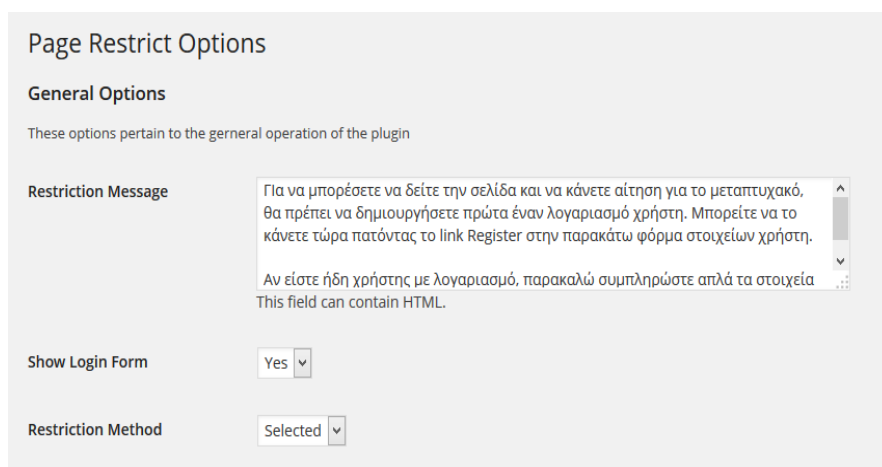 Page Restrict Options
General Options
These options pertain to the gerneral operation of the plugin
Restriction Message
ΓΙα να μπορέσετε να δείτε την σελίδα και να κάνετε αίτηση για το μεταπτυχακό,
θα πρέπει να δημιουργήσετε πρώτα έναν λογαριασμό χρήστη. Μπορείτε να το
κάνετε τώρα πατόντας το link Register στην παρακάτω φόρμα στοιχείων χρήστη.
Αν είστε ήδη χρήστης με λογαριασμό, παρακαλώ συμπληρώστε απλά τα στοιχεία
This field can contain HTML.
Show Login Form
Yes
Restriction Method
Selected